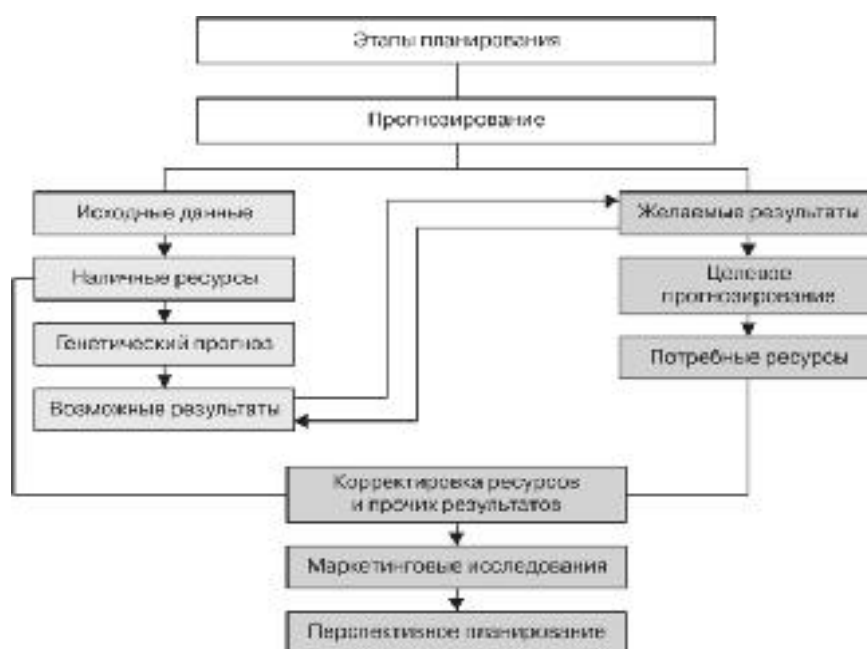 Этапы планирования
Прогнозирование
Исходные данные
Наличные ресурсы
Генетический прогноз
Возможные результаты
Желаемые результаты
Целевое
прогнозирование
Потребные ресурсы
Корректировка ресурсов
и прочих результатов
Маркетинговые исследования
Перспективное планирование